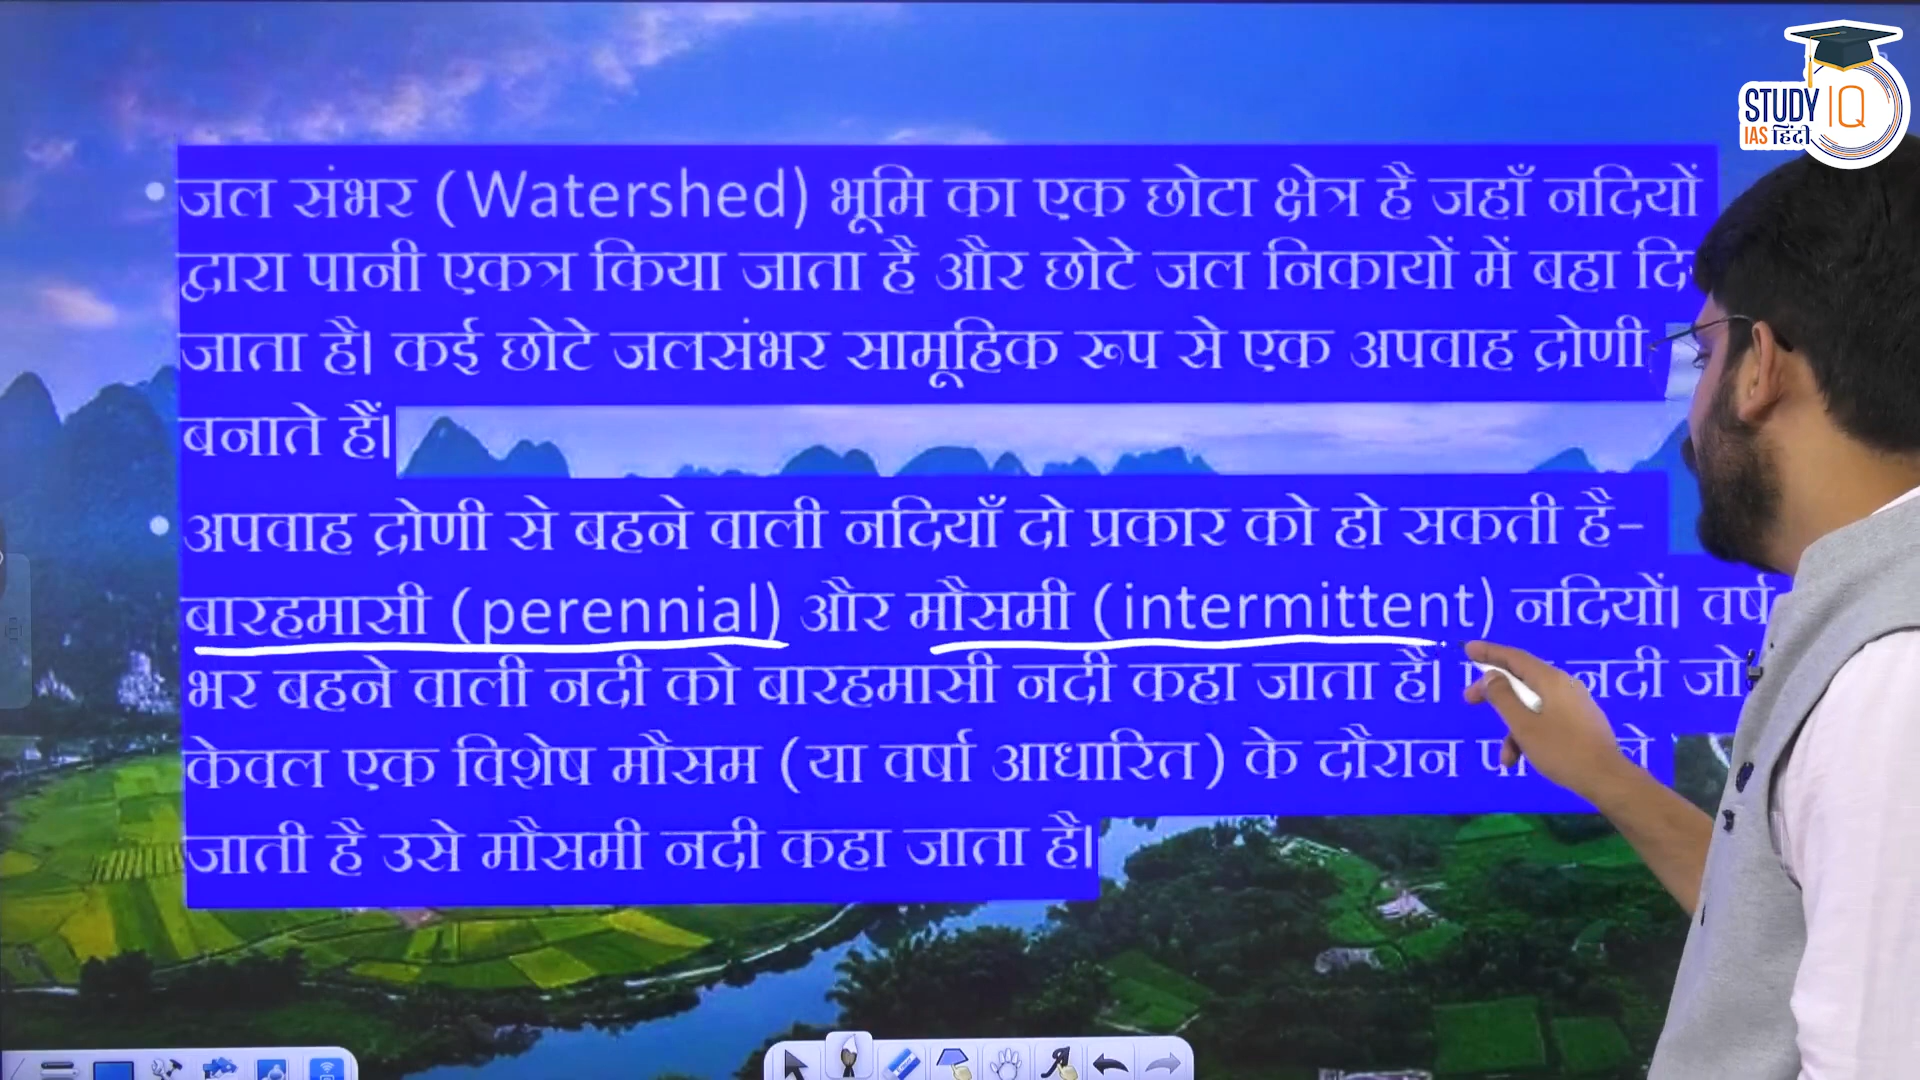 STUDY IQ
IAS हिंदी
• जल संभर (Watershed) भूमि का एक छोटा क्षेत्र है जहाँ नदियों
द्वारा पानी एकत्र किया जाता है और छोटे जल निकायों में बहा
जाता है। कई छोटे जलसंभर सामूहिक रूप से एक अपवाह द्रोणी
बनाते हैं।
• अपवाह द्रोणी से बहने वाली नदियाँ दो प्रकार को हो सकती है-
बारहमासी (perennial) और मौसमी (intermittent) नदियों। वर्ष
भर बहने वाली नदी को बारहमासी नदी कहा जाता है। नदी जो
केवल एक विशेष मौसम (या वर्षा आधारित) के दौरान
जाती है उसे मौसमी नदी कहा जाता है।